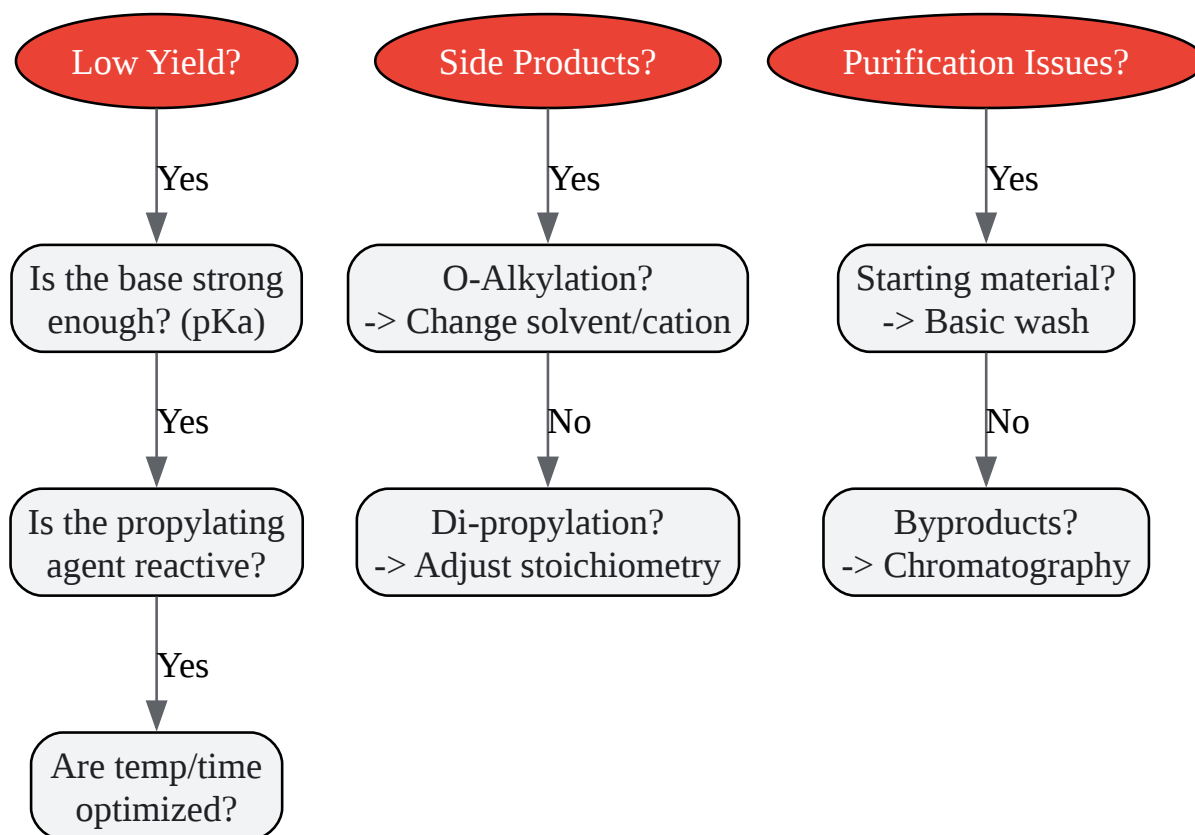 Low Yield?
Yes
Is the base strong
enough? (pKa)
Yes
Is the propylating
agent reactive?
Yes
Are temp/time
optimized?
Side Products?
Yes
O-Alkylation?
-> Change solvent/cation
No
Di-propylation?
-> Adjust stoichiometry
Purification Issues?
Yes
Starting material?
-> Basic wash
No
Byproducts?
-> Chromatography